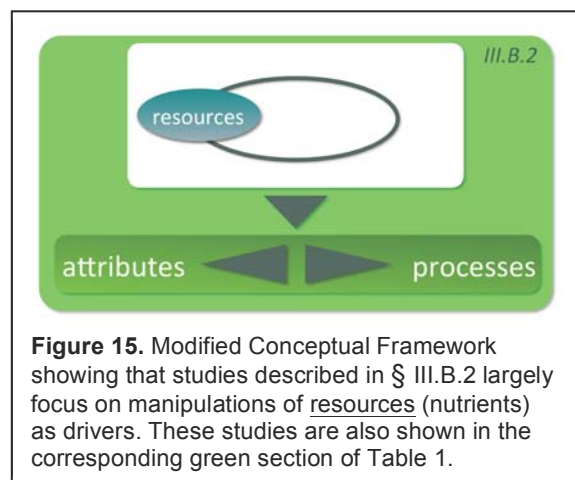 III.B.2
resources
attributes processes
Figure 15. Modified Conceptual Framework
showing that studies described in § III.B.2 largely
focus on manipulations of resources (nutrients)
as drivers. These studies are also shown in the
corresponding green section of Table 1.